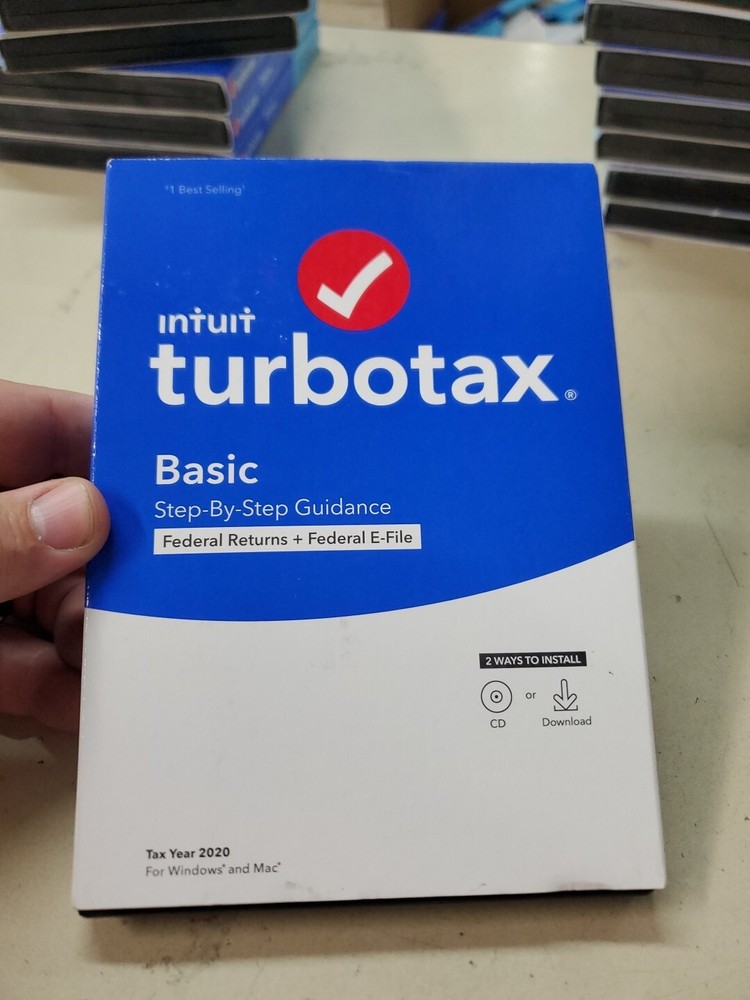 #1 Best Selling†
intuit
turbotax®
Basic
Step-By-Step Guidance
Federal Returns + Federal E-File
2 WAYS TO INSTALL
or
CD
Download
Tax Year 2020
For Windows® and Mac®